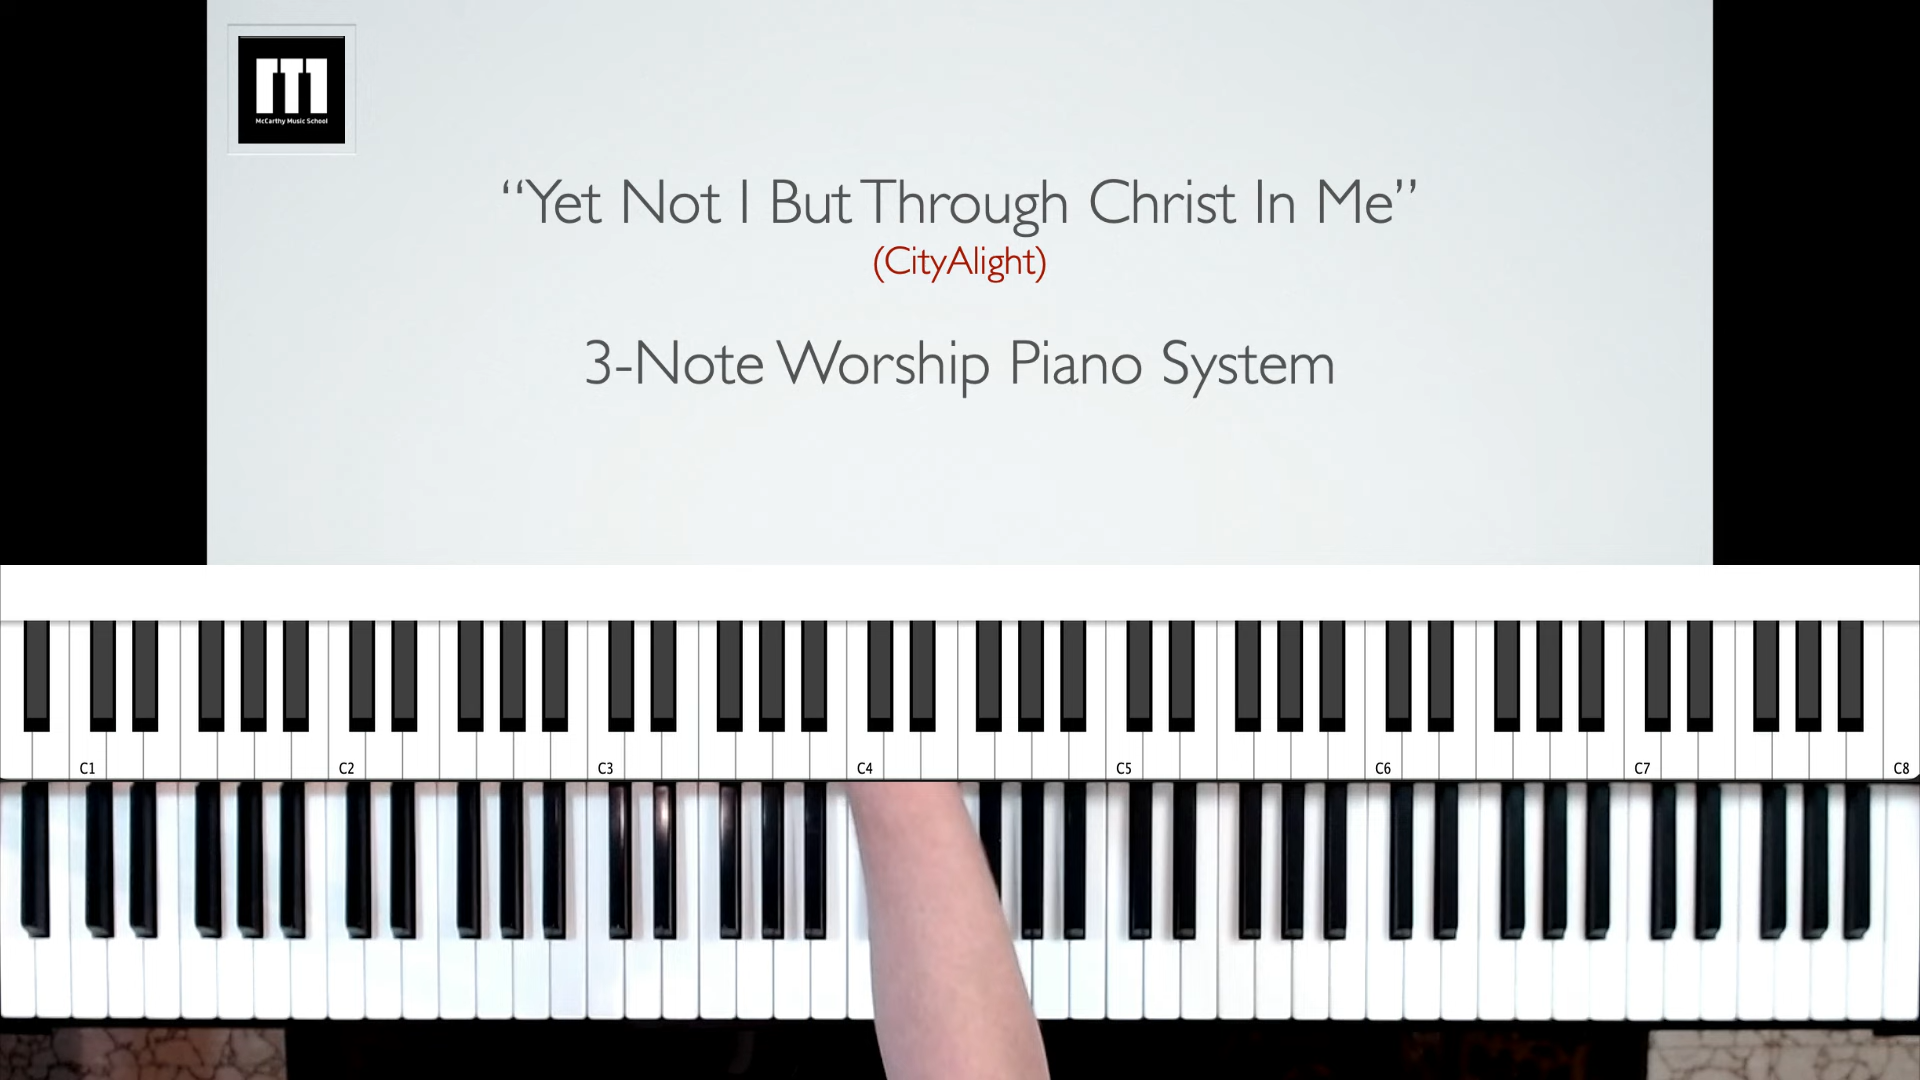 McCarthy Music School
“Yet Not I But Through Christ In Me”
(CityAlight)
3-Note Worship Piano System
C1 C2 C3 C4 C5 C6 C7 C8